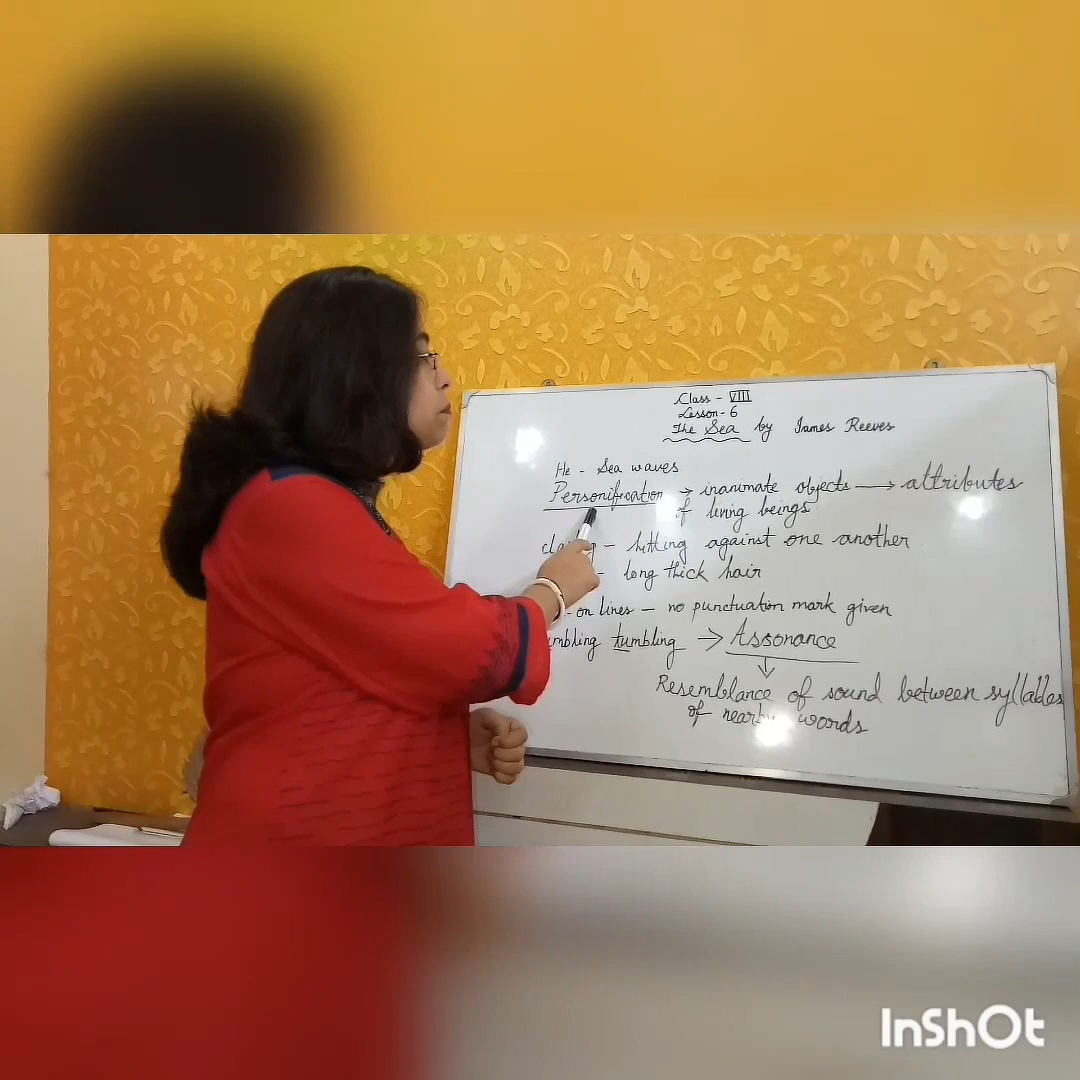 Class - VIII
Lesson - 6
The Sea by James Reeves
He - Sea waves
Personification → inanimate objects → attributes
of living beings
hitting against one another
- long thick hair
- on lines - no punctuation mark given
mbling tumbling → Assonance
Resemblance of sound between syllables
of nearby words
InShOt